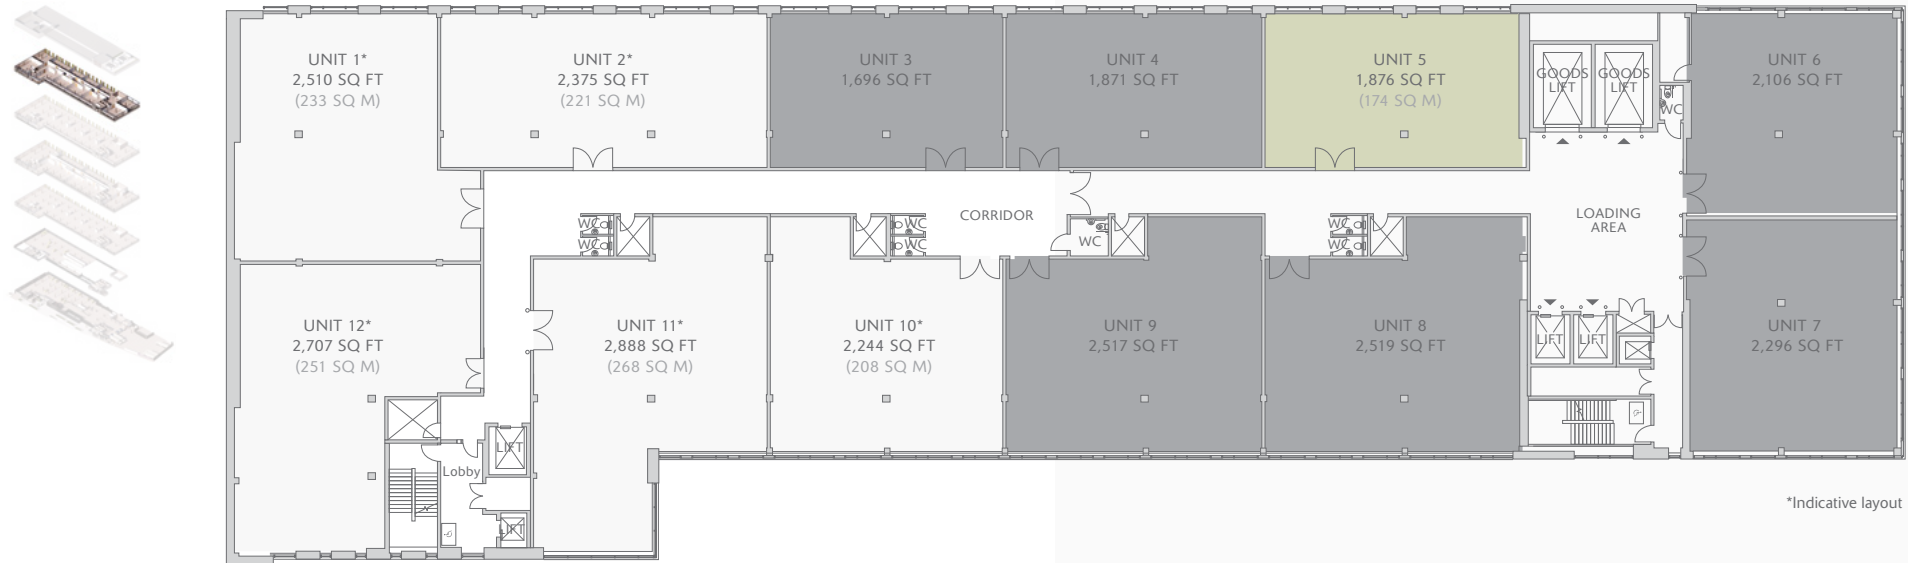 UNIT 1*
2,510 SQ FT
(233 SQ M)
UNIT 2*
2,375 SQ FT
(221 SQ M)
UNIT 3
1,696 SQ FT
UNIT 4
1,871 SQ FT
UNIT 5
1,876 SQ FT
(174 SQ M)
GOODS
LIFT
GOODS
LIFT
WC
UNIT 6
2,106 SQ FT
WC
WC
WC
WC
CORRIDOR
WC
WC
WC
LOADING
AREA
UNIT 12*
2,707 SQ FT
(251 SQ M)
UNIT 11*
2,888 SQ FT
(268 SQ M)
UNIT 10*
2,244 SQ FT
(208 SQ M)
UNIT 9
2,517 SQ FT
UNIT 8
2,519 SQ FT
LIFT
LIFT
UNIT 7
2,296 SQ FT
LIFT
Lobby
LIFT
*Indicative layout